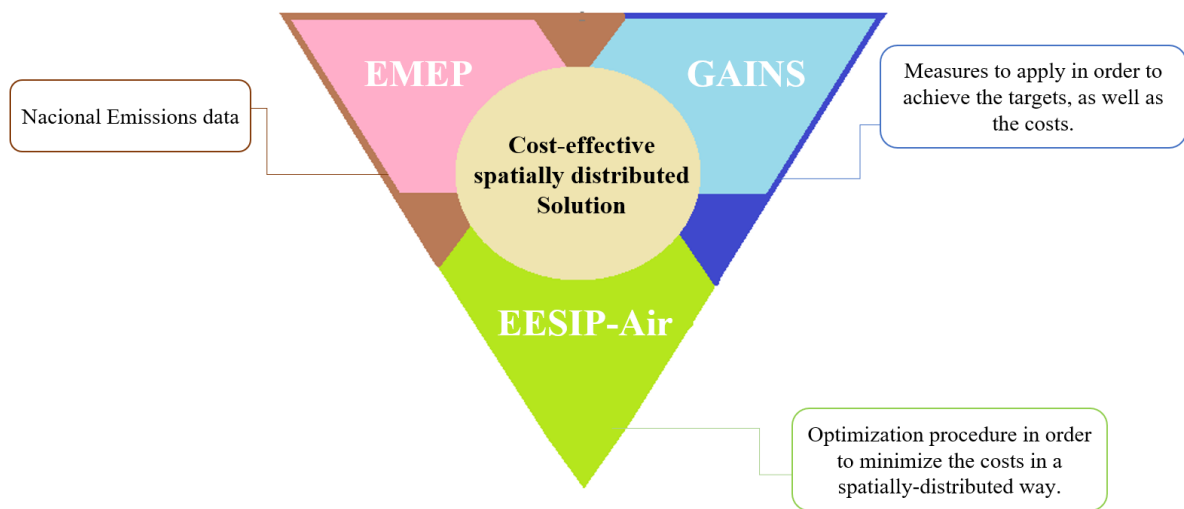 EMEP
GAINS
Nacional Emissions data
Measures to apply in order to
achieve the targets, as well as
the costs.
Cost-effective
spatially distributed
Solution
EESIP-Air
Optimization procedure in order
to minimize the costs in a
spatially-distributed way.